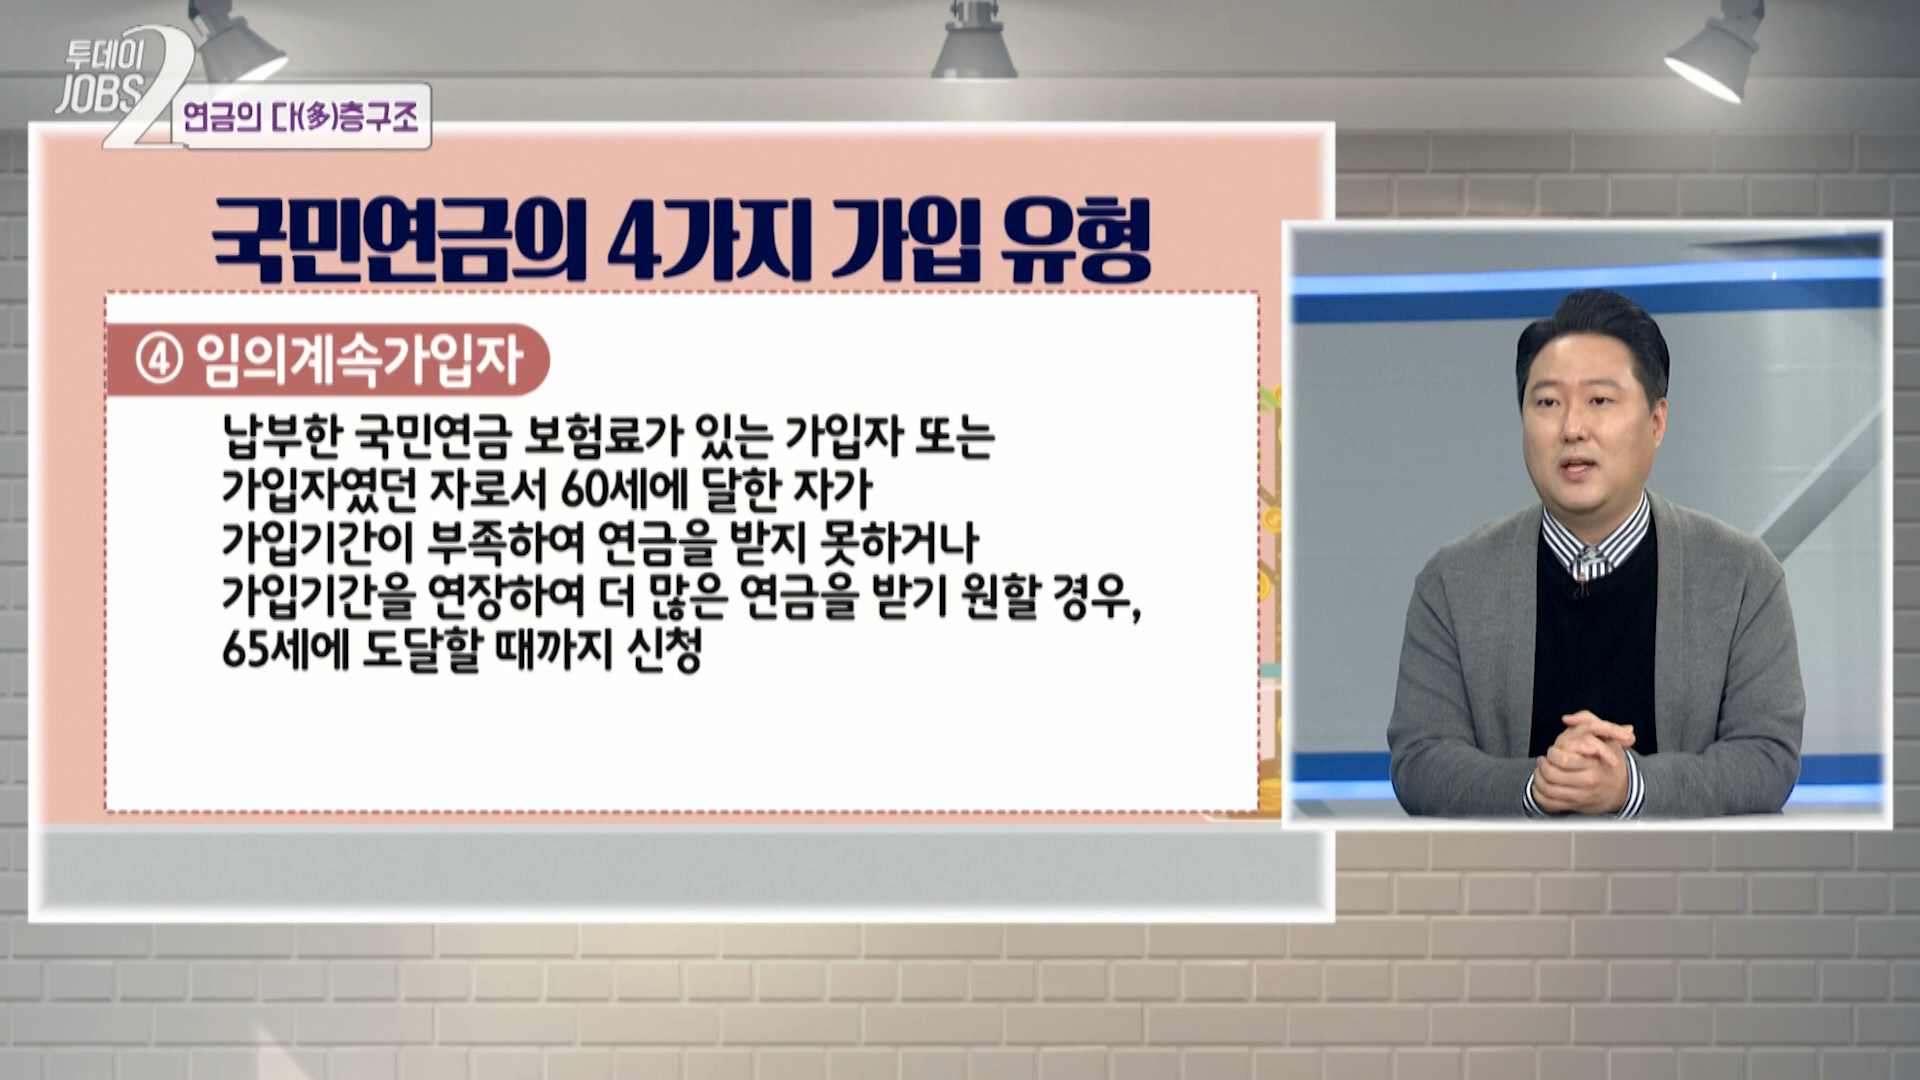 투데이
JOBS 2
연금의 다(多)층구조
국민연금의 4가지 가입 유형
④ 임의계속가입자
납부한 국민연금 보험료가 있는 가입자 또는
가입자였던 자로서 60세에 달한 자가
가입기간이 부족하여 연금을 받지 못하거나
가입기간을 연장하여 더 많은 연금을 받기 원할 경우,
65세에 도달할 때까지 신청